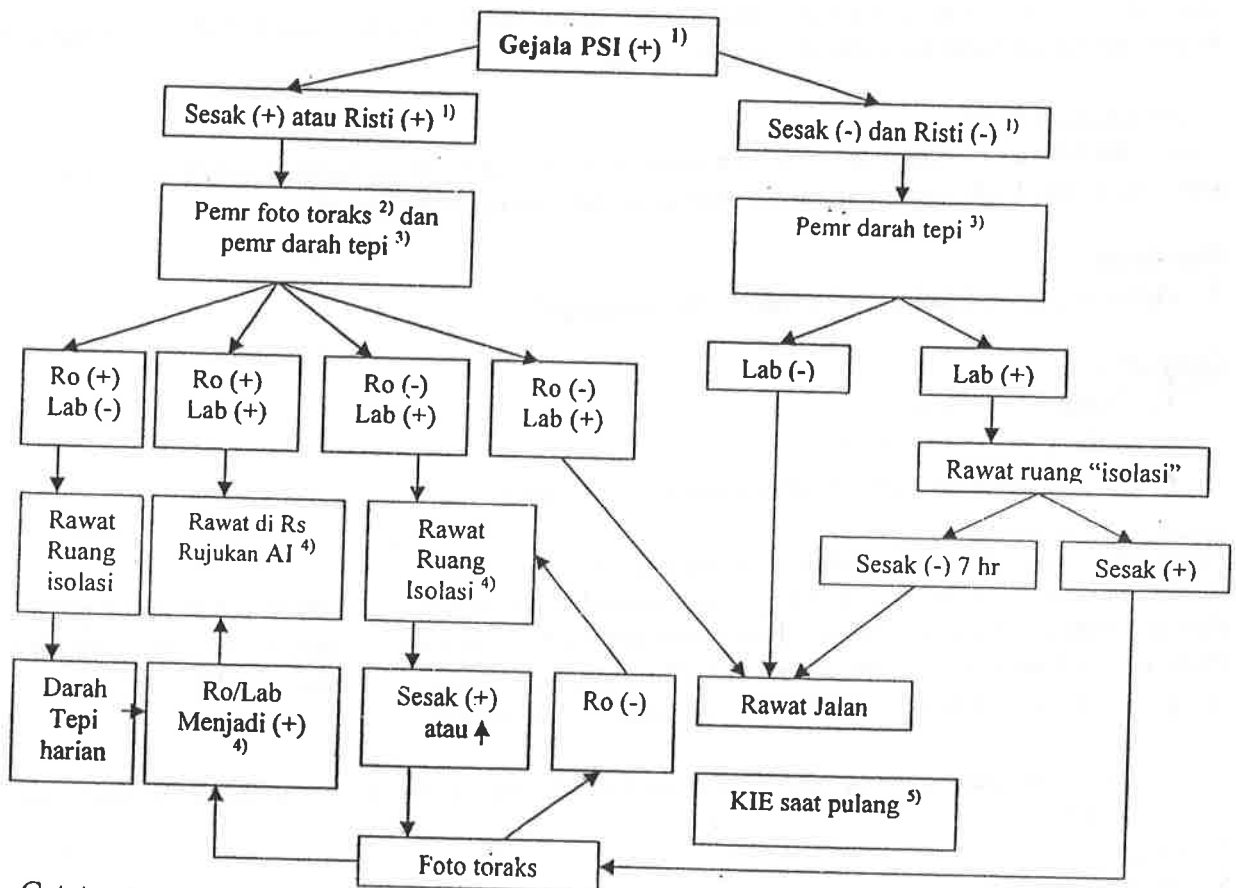 Gejala PSI (+) 1)
Sesak (+) atau Risti (+) 1)
Sesak (-) dan Risti (-) 1)
Pemr foto toraks 2) dan
pemr darah tepi 3)
Pemr darah tepi 3)
Ro (+)
Lab (-)
Ro (+)
Lab (+)
Ro (-)
Lab (+)
Ro (-)
Lab (+)
Lab (-)
Lab (+)
Rawat ruang “isolasi”
Rawat
Ruang
isolasi
Rawat di Rs
Rujukan AI 4)
Rawat
Ruang
Isolasi 4)
Sesak (-) 7 hr
Sesak (+)
Darah
Tepi
harian
Ro/Lab
Menjadi (+)
4)
Sesak (+)
atau ↑
Ro (-)
Rawat Jalan
KIE saat pulang 5)
Foto toraks